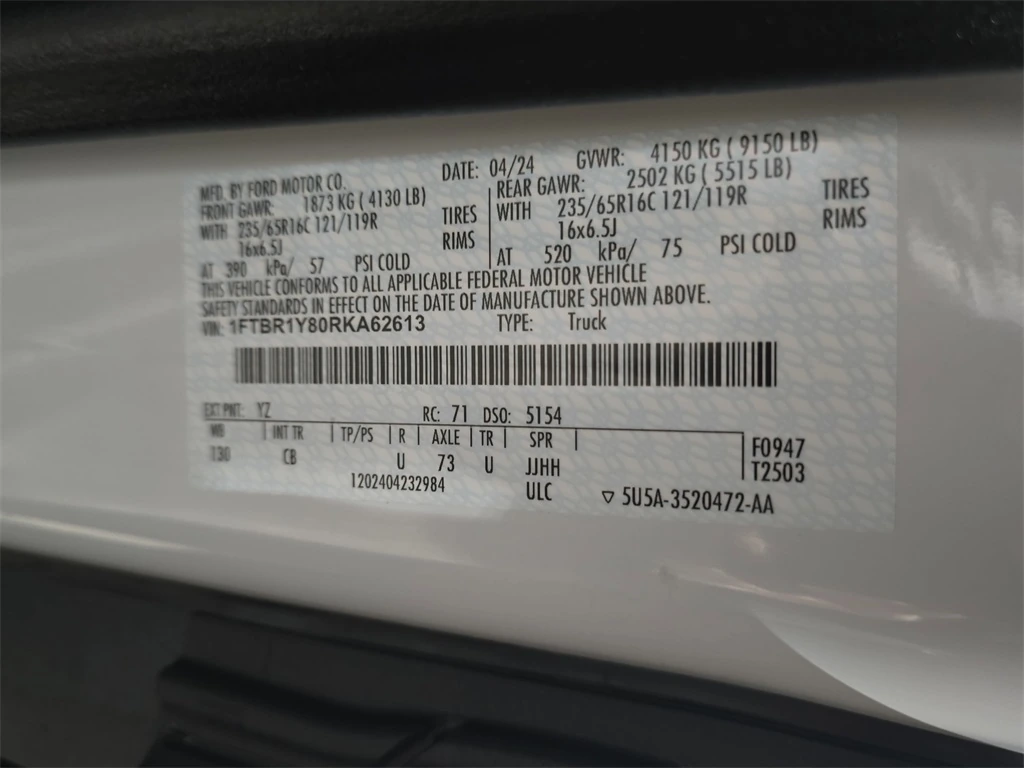 MFD. BY FORD MOTOR CO. DATE: 04/24 GVWR: 4150 KG ( 9150 LB)
FRONT GAWR: 1873 KG ( 4130 LB) REAR GAWR: 2502 KG ( 5515 LB)
WITH 235/65R16C 121/119R TIRES WITH 235/65R16C 121/119R TIRES
16x6.5J RIMS 16x6.5J RIMS
AT 390 kPa/ 57 PSI COLD AT 520 kPa/ 75 PSI COLD
THIS VEHICLE CONFORMS TO ALL APPLICABLE FEDERAL MOTOR VEHICLE
SAFETY STANDARDS IN EFFECT ON THE DATE OF MANUFACTURE SHOWN ABOVE.
VIN: 1FTBR1Y80RKA62613 TYPE: Truck
EXT PNT: YZ RC: 71 DSO: 5154
WB INT TR TP/PS R AXLE TR SPR F0947
130 CB U 73 U JJHH T2503
1202404232984 ULC ▽ 5U5A-3520472-AA